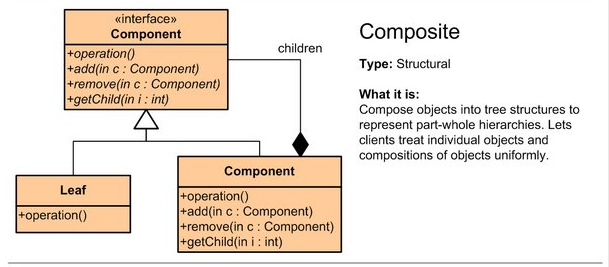 «interface»
Component
+operation()
+add(in c : Component)
+remove(in c : Component)
+getChild(in i : int)
children
Leaf
+operation()
Component
+operation()
+add(in c : Component)
+remove(in c : Component)
+getChild(in i : int)
Composite
Type: Structural
What it is:
Compose objects into tree structures to
represent part-whole hierarchies. Lets
clients treat individual objects and
compositions of objects uniformly.